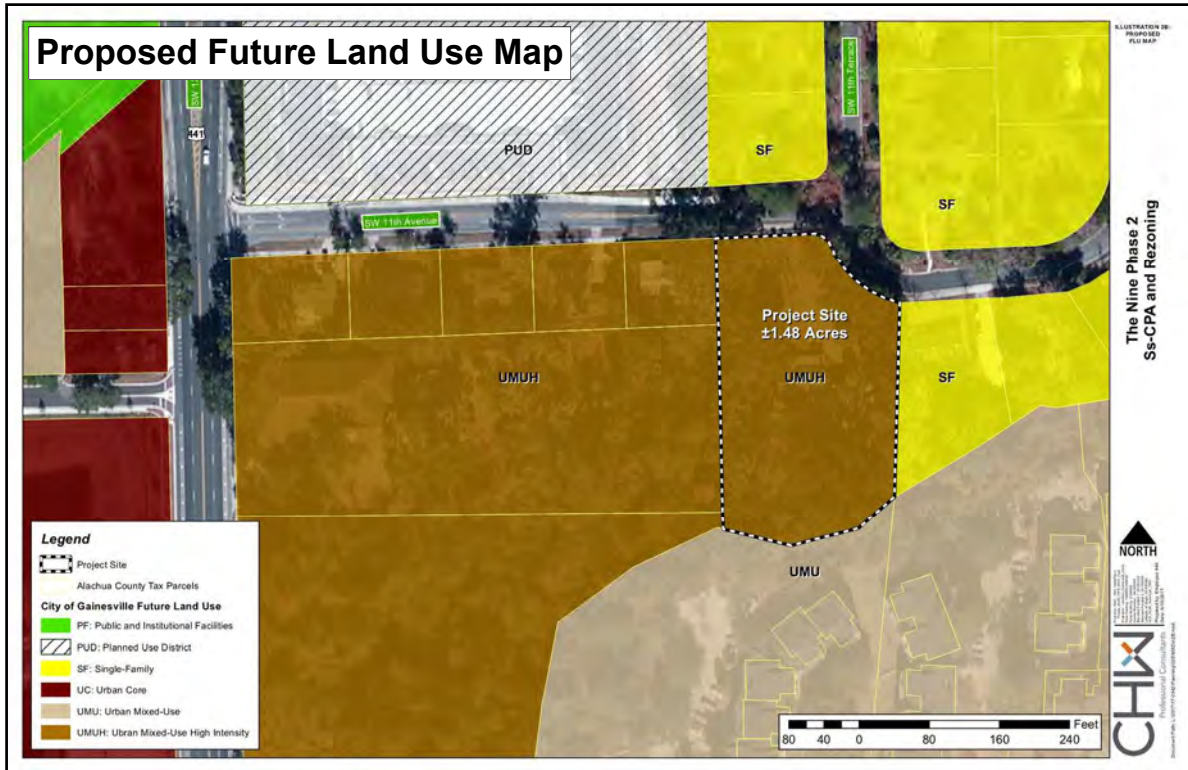 Proposed Future Land Use Map
ILLUSTRATION 2B:
PROPOSED
FLU MAP
SW 11th Terrace
441
PUD
SF
SF
SW 11th Avenue
The Nine Phase 2
Ss-CPA and Rezoning
Project Site
±1.48 Acres
UMUH
UMUH
SF
UMU
Legend
Project Site
Alachua County Tax Parcels
City of Gainesville Future Land Use
PF: Public and Institutional Facilities
PUD: Planned Use District
SF: Single-Family
UC: Urban Core
UMU: Urban Mixed-Use
UMUH: Ubran Mixed-Use High Intensity
NORTH
CHW
Professional Consultants
Feet
80 40 0 80 160 240